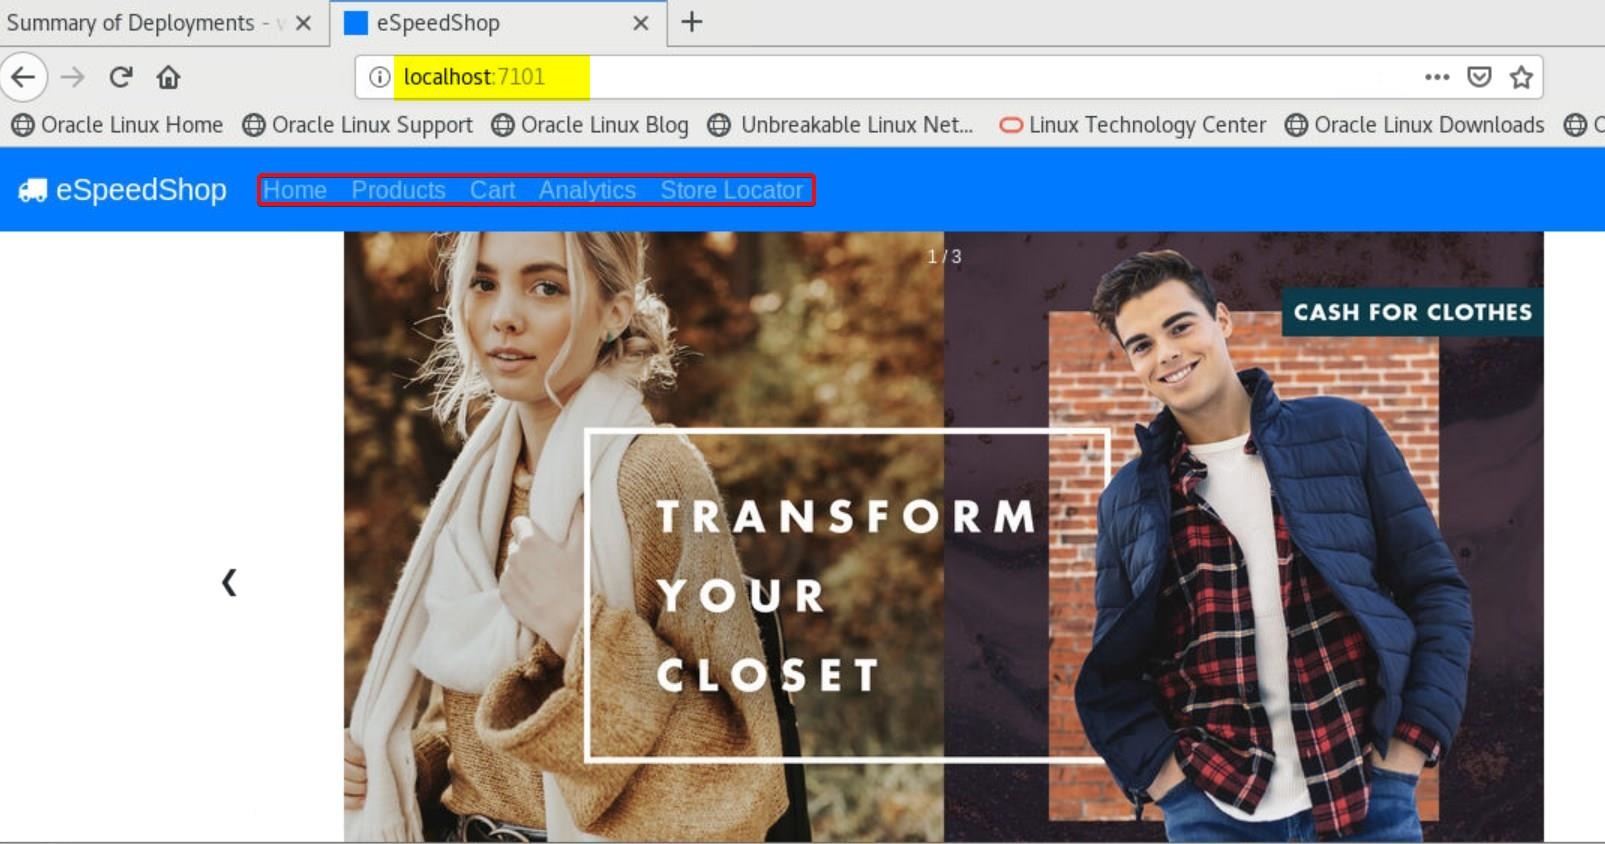 Summary of Deployments -
eSpeedShop
localhost:7101
Oracle Linux Home
Oracle Linux Support
Oracle Linux Blog
Unbreakable Linux Net...
Linux Technology Center
Oracle Linux Downloads
eSpeedShop
Home
Products
Cart
Analytics
Store Locator
1 / 3
CASH FOR CLOTHES
TRANSFORM
YOUR
CLOSET